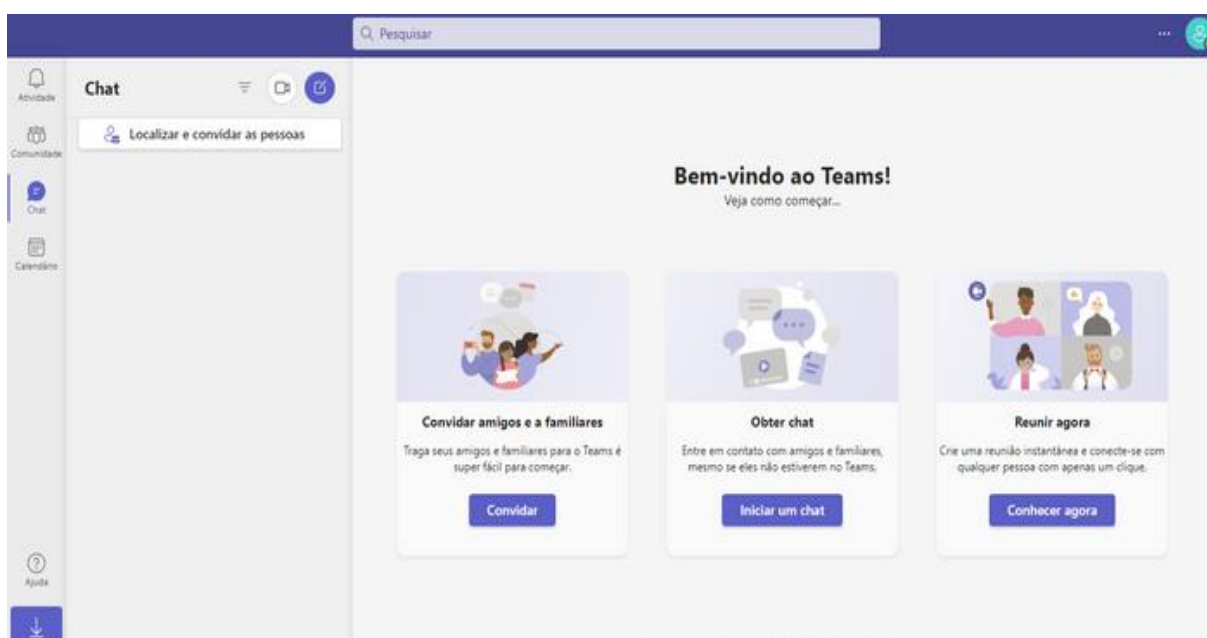 Pesquisar
Atividade
Comunidade
Chat
Calendário
Ajuda
Chat
Localizar e convidar as pessoas
Bem-vindo ao Teams!
Veja como começar...
Convidar amigos e a familiares
Traga seus amigos e familiares para o Teams é
super fácil para começar.
Convidar
Obter chat
Entre em contato com amigos e familiares,
mesmo se eles não estiverem no Teams.
Iniciar um chat
Reunir agora
Crie uma reunião instantânea e conecte-se com
qualquer pessoa com apenas um clique.
Conhecer agora